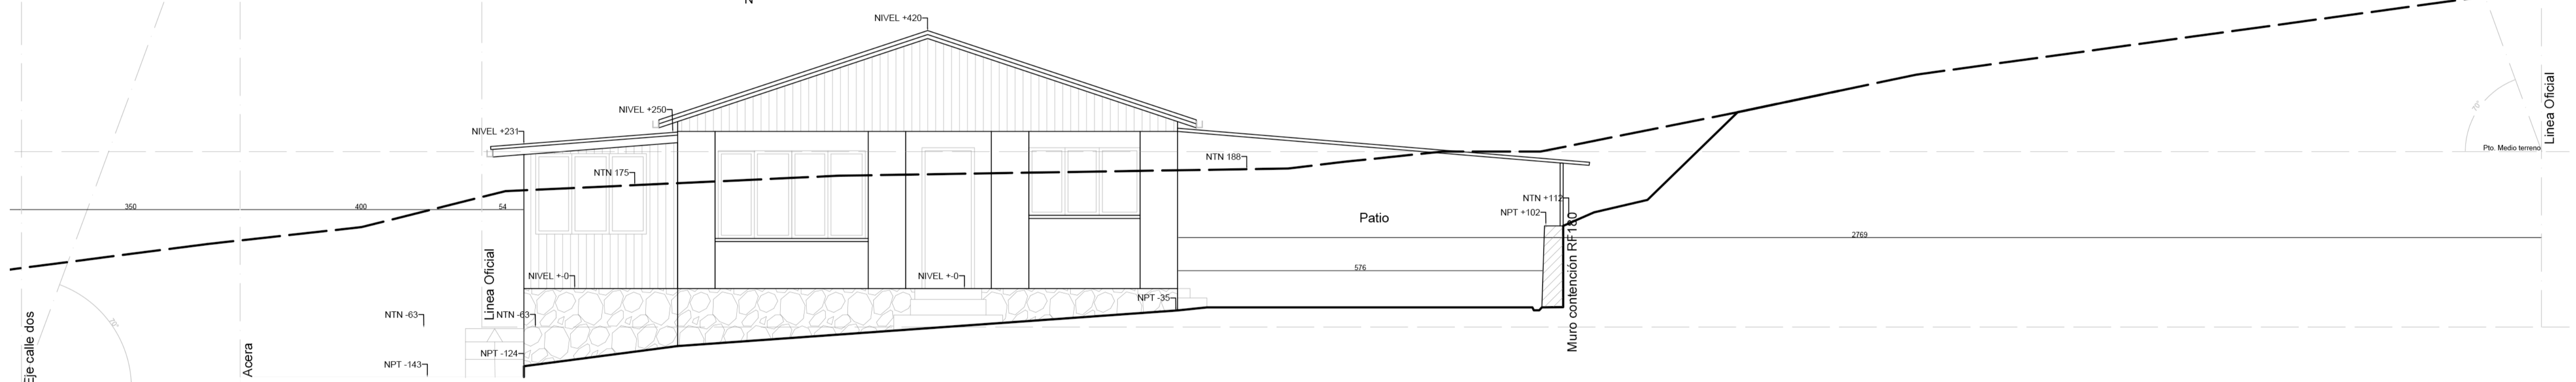 N
NIVEL +420
NIVEL +250
NIVEL +231
NTN 175
NTN 188
Pto. Medio terreno
70°
Linea Oficial
350
400
54
NTN +112
NPT +102
Patio
2769
576
NIVEL +-0
NIVEL +-0
NPT -35
Muro contención RF180
NTN -63
NTN -63
Linea Oficial
NPT -124
NPT -143
70°
Acera
Eje calle dos